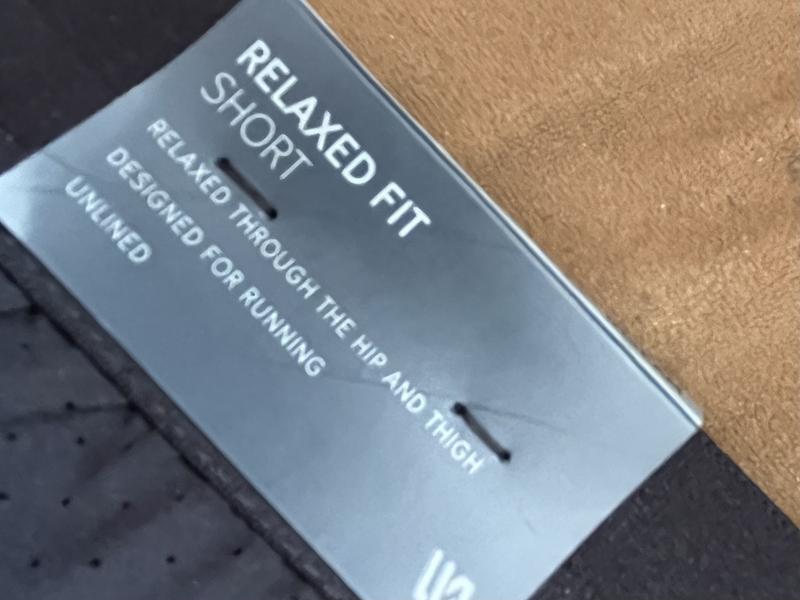 RELAXED FIT
SHORT
RELAXED THROUGH THE HIP AND THIGH
DESIGNED FOR RUNNING
UNLINED